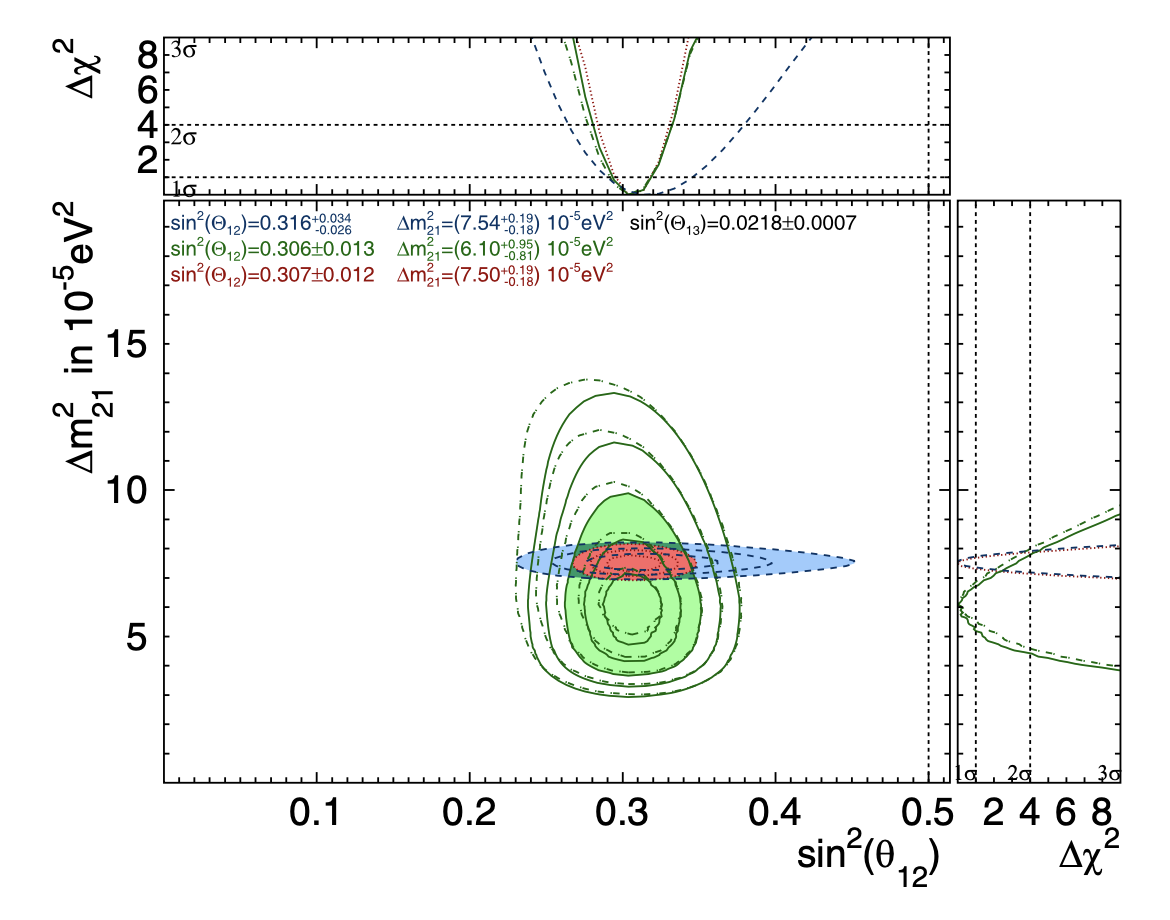 Δχ²
8
6
4
2
3σ
2σ
1σ
sin²(Θ₁₂)=0.316 +0.034 -0.026 Δm²₂₁=(7.54 +0.19 -0.18) 10⁻⁵eV² sin²(Θ₁₃)=0.0218±0.0007
sin²(Θ₁₂)=0.306±0.013 Δm²₂₁=(6.10 +0.95 -0.81) 10⁻⁵eV²
sin²(Θ₁₂)=0.307±0.012 Δm²₂₁=(7.50 +0.19 -0.18) 10⁻⁵eV²
Δm²₂₁ in 10⁻⁵eV²
15
10
5
1σ 2σ 3σ
0.1 0.2 0.3 0.4 0.5 2 4 6 8
sin²(θ₁₂) Δχ²